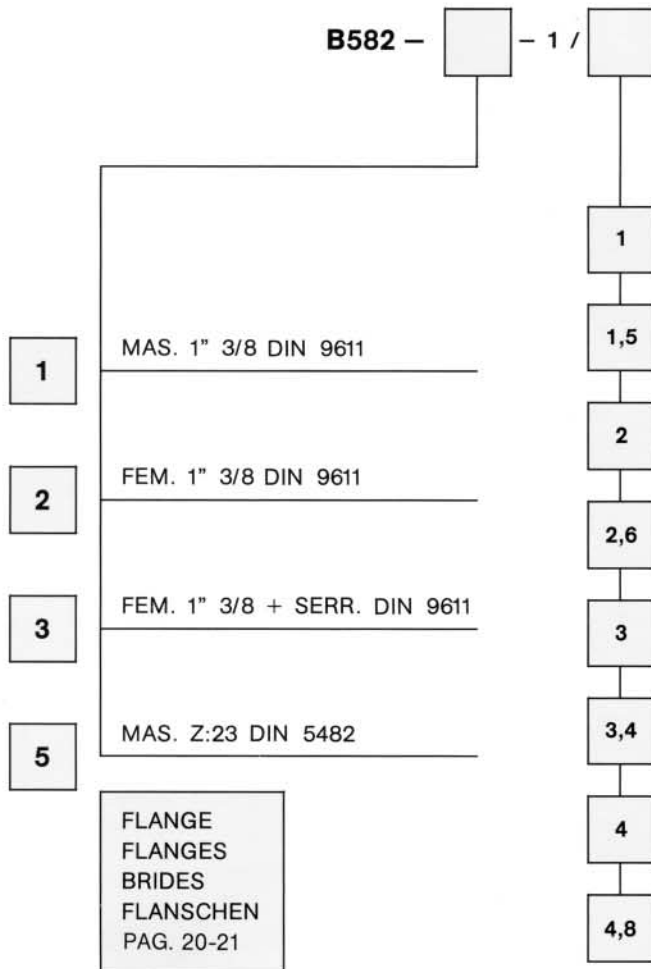 B582 – – 1 /
1
1,5
1 MAS. 1” 3/8 DIN 9611
2
2 FEM. 1” 3/8 DIN 9611
2,6
3 FEM. 1” 3/8 + SERR. DIN 9611
3
5 MAS. Z:23 DIN 5482
3,4
FLANGE
FLANGES
BRIDES
FLANSCHEN
PAG. 20-21
4
4,8